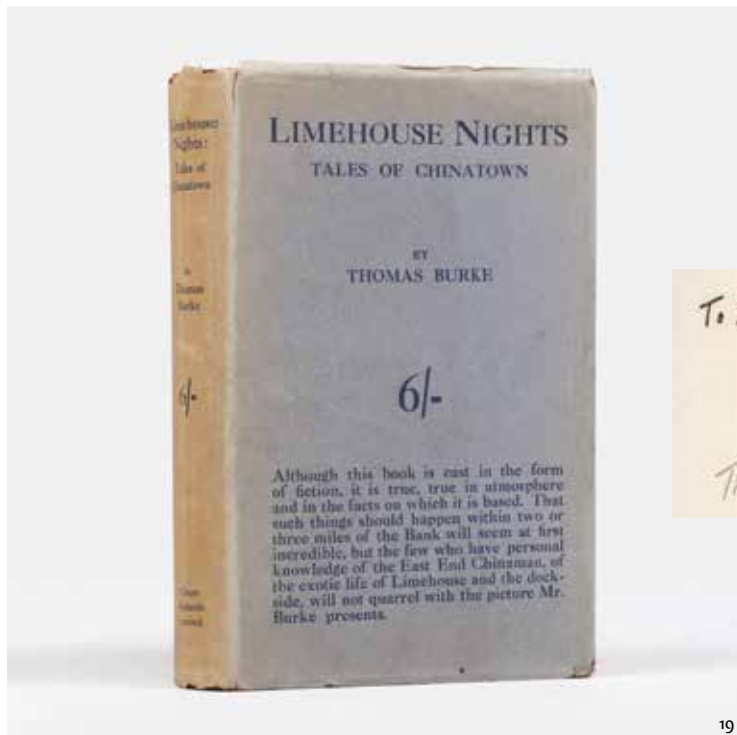 Limehouse
Nights:
Tales of
Chinatown
Thomas
Burke
6/-
LIMEHOUSE NIGHTS
TALES OF CHINATOWN
BY
THOMAS BURKE
6/-
Although this book is cast in the form
of fiction, it is true, true in atmosphere
and in the facts on which it is based. That
such things should happen within two or
three miles of the Bank will seem at first
incredible, but the few who have personal
knowledge of the East End Chinaman, of
the exotic life of Limehouse and the dock-
side, will not quarrel with the picture Mr.
Burke presents.
To
19